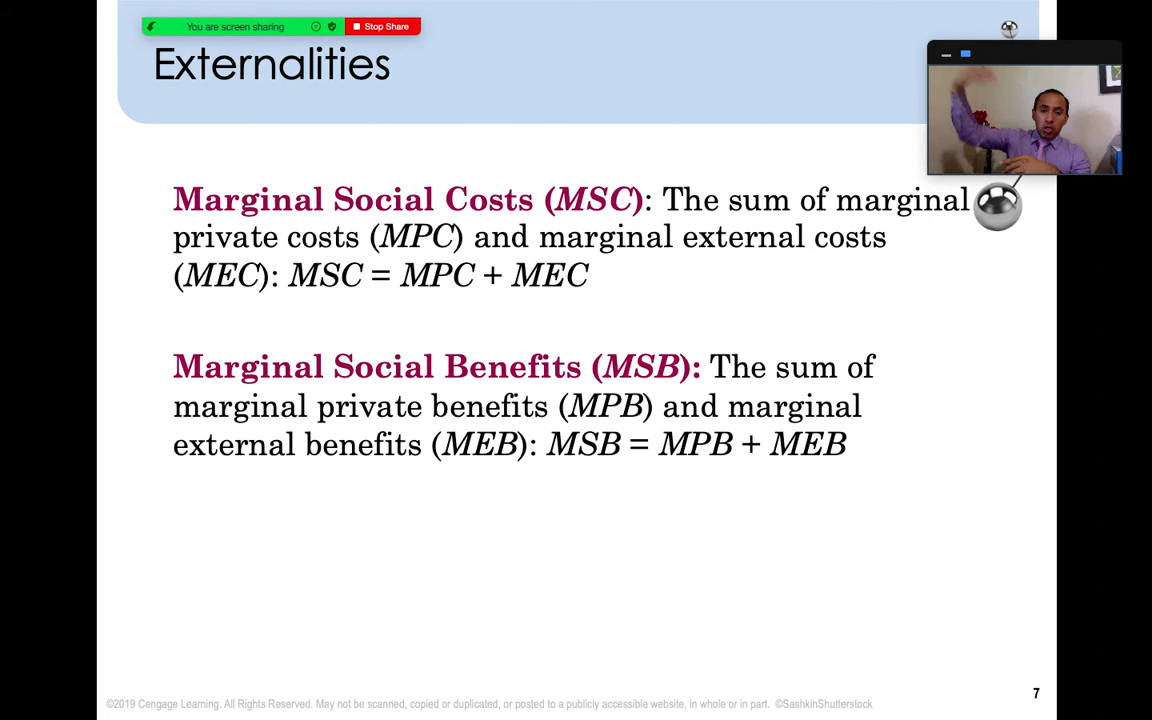 You are screen sharing
Stop Share
Externalities
Marginal Social Costs (MSC): The sum of marginal
private costs (MPC) and marginal external costs
(MEC): MSC = MPC + MEC
Marginal Social Benefits (MSB): The sum of
marginal private benefits (MPB) and marginal
external benefits (MEB): MSB = MPB + MEB
7
©2019 Cengage Learning. All Rights Reserved. May not be scanned, copied or duplicated, or posted to a publicly accessible website, in whole or in part. ©SashkinShutterstock